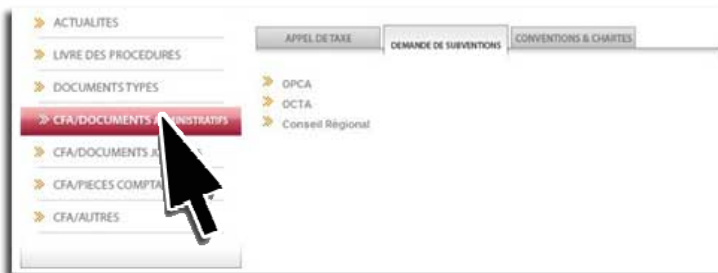 ACTUALITES
LIVRE DES PROCEDURES
DOCUMENTS TYPES
CFA/DOCUMENTS
CFA/DOCUMENTS
CFA/PIECES
CFA/AUTRES
APPEL DE TAXE
DEMANDE DE SUBVENTIONS
CONVENTIONS & CHARTES
OPCA
OCTA
Conseil Régional